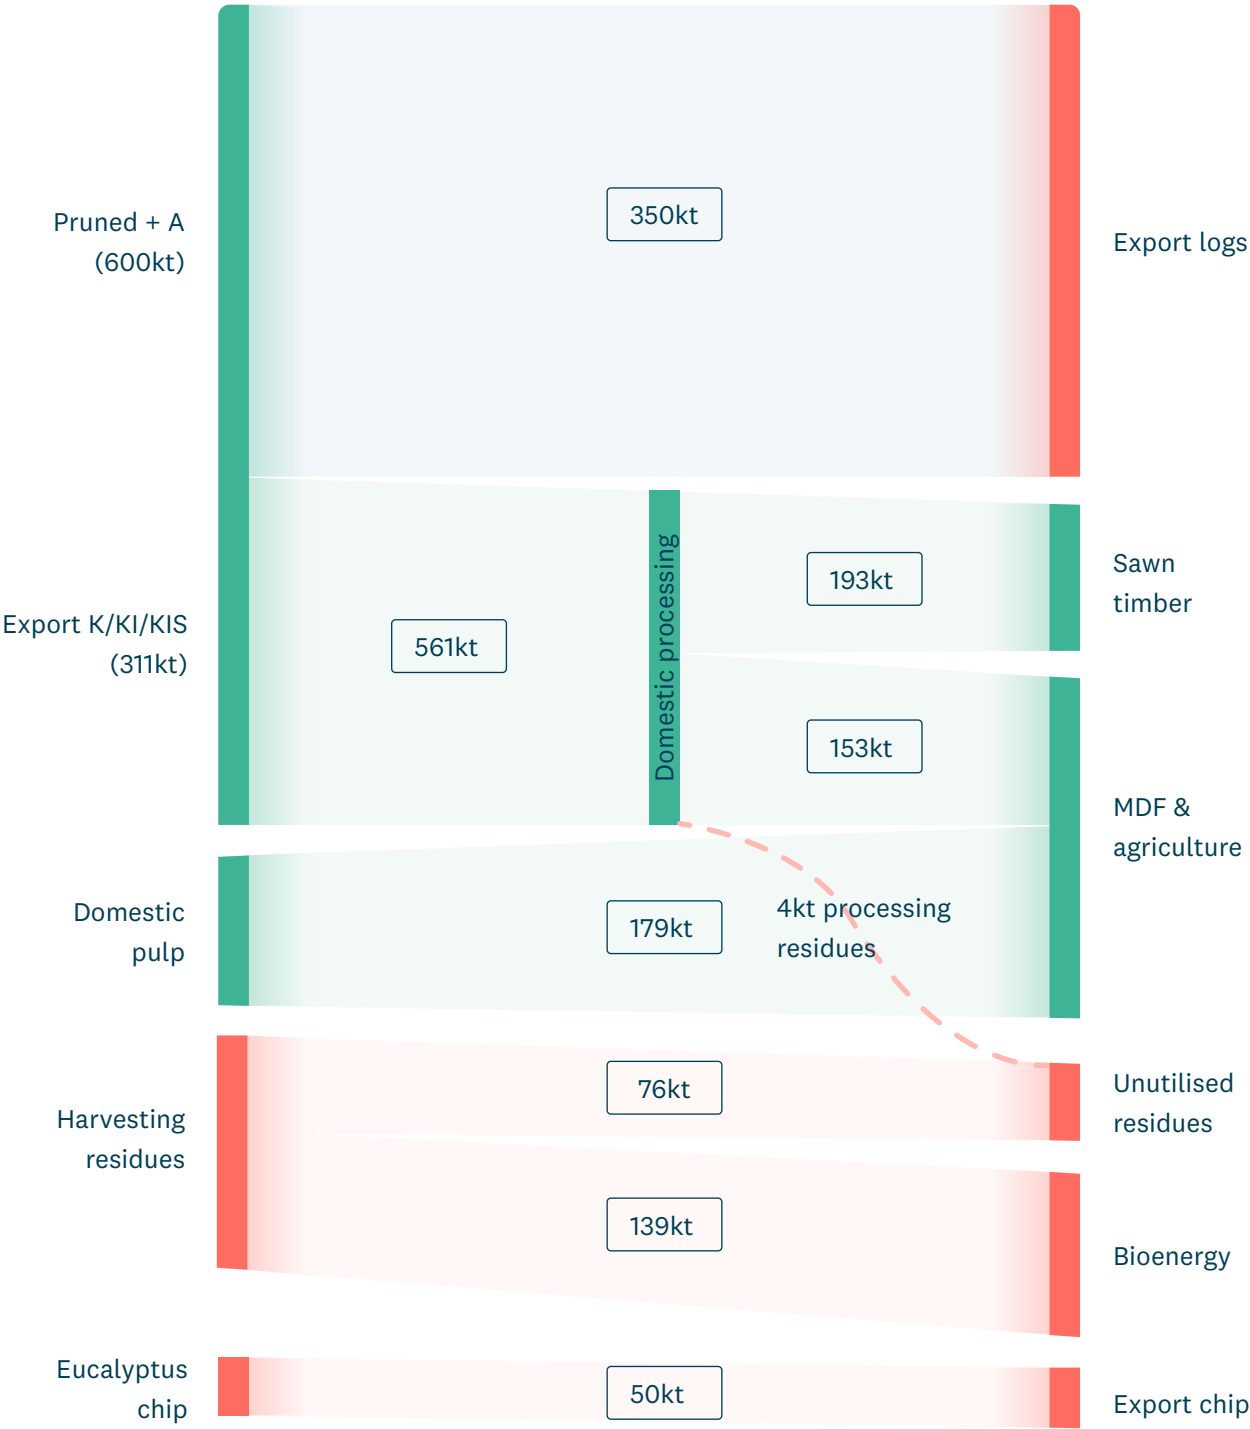 350kt
Pruned + A
(600kt)
Export logs
Domestic processing
193kt
Sawn
timber
Export K/KI/KIS
(311kt)
561kt
153kt
MDF &
agriculture
Domestic
pulp
179kt
4kt processing
residues
76kt
Unutilised
residues
Harvesting
residues
139kt
Bioenergy
Eucalyptus
chip
50kt
Export chip